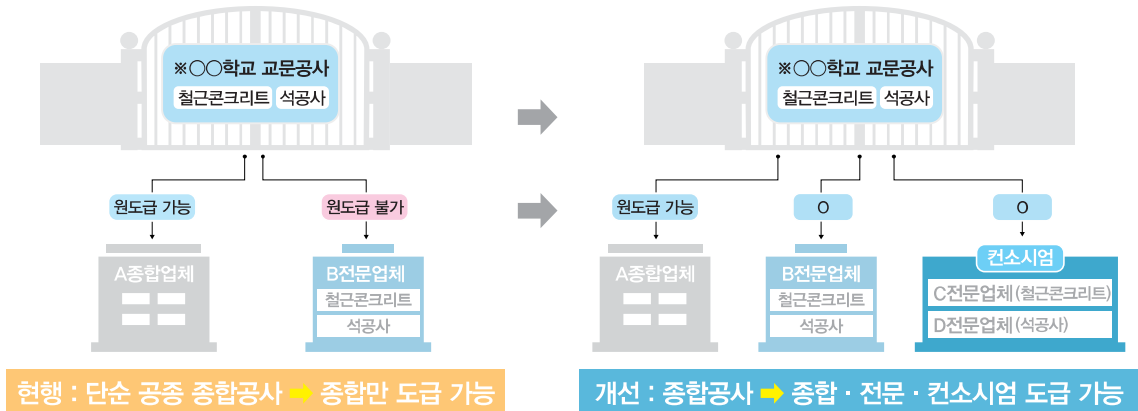 ※○○학교 교문공사
철근콘크리트 석공사
원도급 가능
원도급 불가
A종합업체
B전문업체
철근콘크리트
석공사
현행 : 단순 공종 종합공사 ➡ 종합만 도급 가능
※○○학교 교문공사
철근콘크리트 석공사
원도급 가능
O
O
A종합업체
B전문업체
철근콘크리트
석공사
컨소시엄
C전문업체(철근콘크리트)
D전문업체(석공사)
개선 : 종합공사 ➡ 종합 · 전문 · 컨소시엄 도급 가능